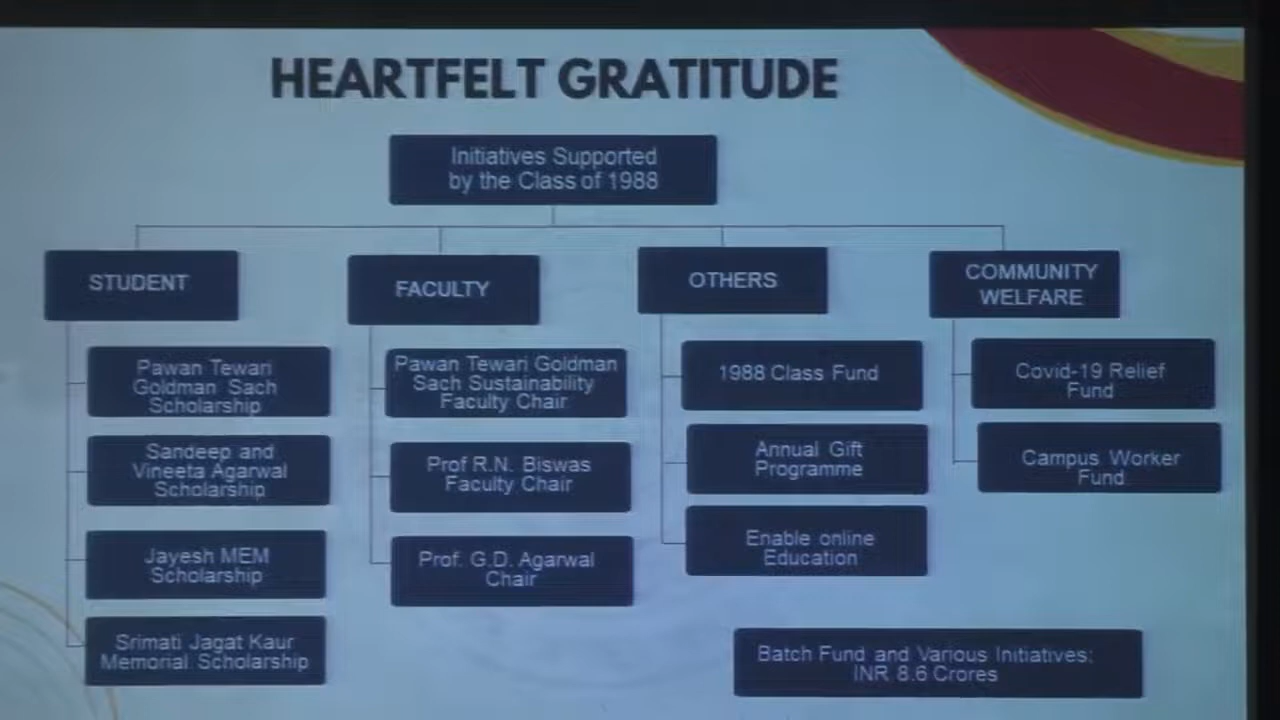 HEARTFELT GRATITUDE
Initiatives Supported
by the Class of 1988
STUDENT
Pawan Tewari
Goldman Sach
Scholarship
Sandeep and
Vineeta Agarwal
Scholarship
Jayesh MEM
Scholarship
Srimati Jagat Kaur
Memorial Scholarship
FACULTY
Pawan Tewari Goldman
Sach Sustainability
Faculty Chair
Prof R.N. Biswas
Faculty Chair
Prof. G.D. Agarwal
Chair
OTHERS
1988 Class Fund
Annual Gift
Programme
Enable online
Education
COMMUNITY
WELFARE
Covid-19 Relief
Fund
Campus Worker
Fund
Batch Fund and Various Initiatives:
INR 8.6 Crores